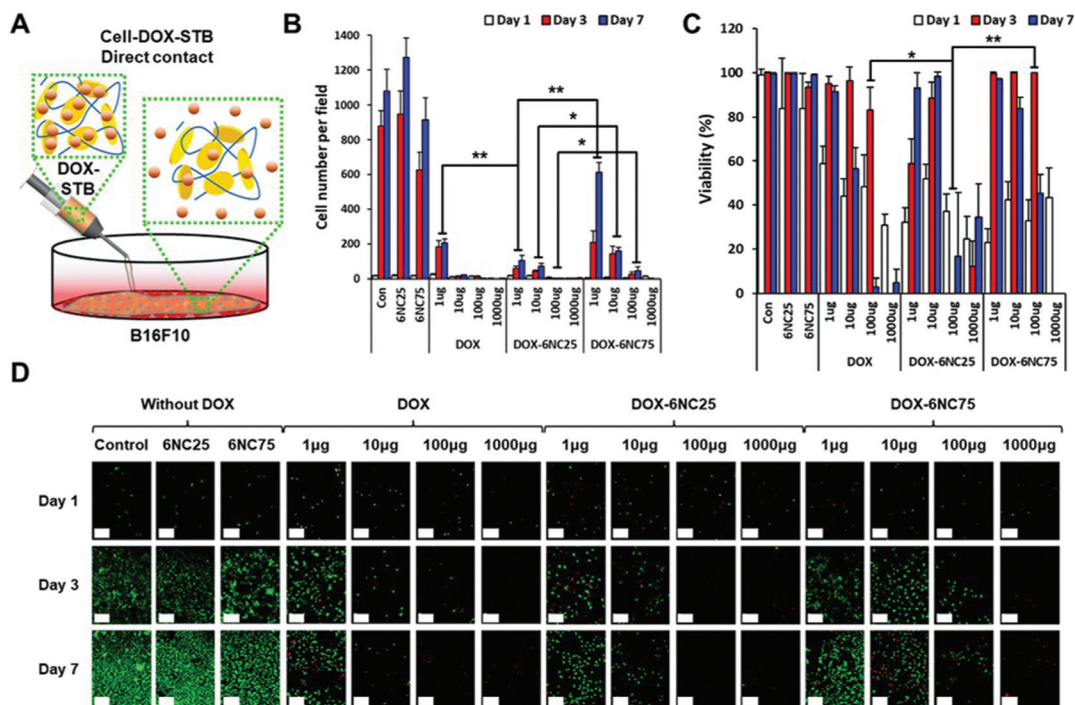 A
Cell-DOX-STB
Direct contact
DOX-
STB
B16F10
B
Day 1 Day 3 Day 7
Cell number per field
1400
1200
1000
800
600
400
200
0
** 
**
*
*
Con 6NC25 6NC75 1ug 10ug 100ug 1000ug 1ug 10ug 100ug 1000ug 1ug 10ug 100ug 1000ug
DOX DOX-6NC25 DOX-6NC75
C
Day 1 Day 3 Day 7
Viability (%)
120
100
80
60
40
20
0
* **
Con 6NC25 6NC75 1ug 10ug 100ug 1000ug 1ug 10ug 100ug 1000ug 1ug 10ug 100ug 1000ug
DOX DOX-6NC25 DOX-6NC75
D
Without DOX DOX DOX-6NC25 DOX-6NC75
Control 6NC25 6NC75 1μg 10μg 100μg 1000μg 1μg 10μg 100μg 1000μg 1μg 10μg 100μg 1000μg
Day 1
Day 3
Day 7